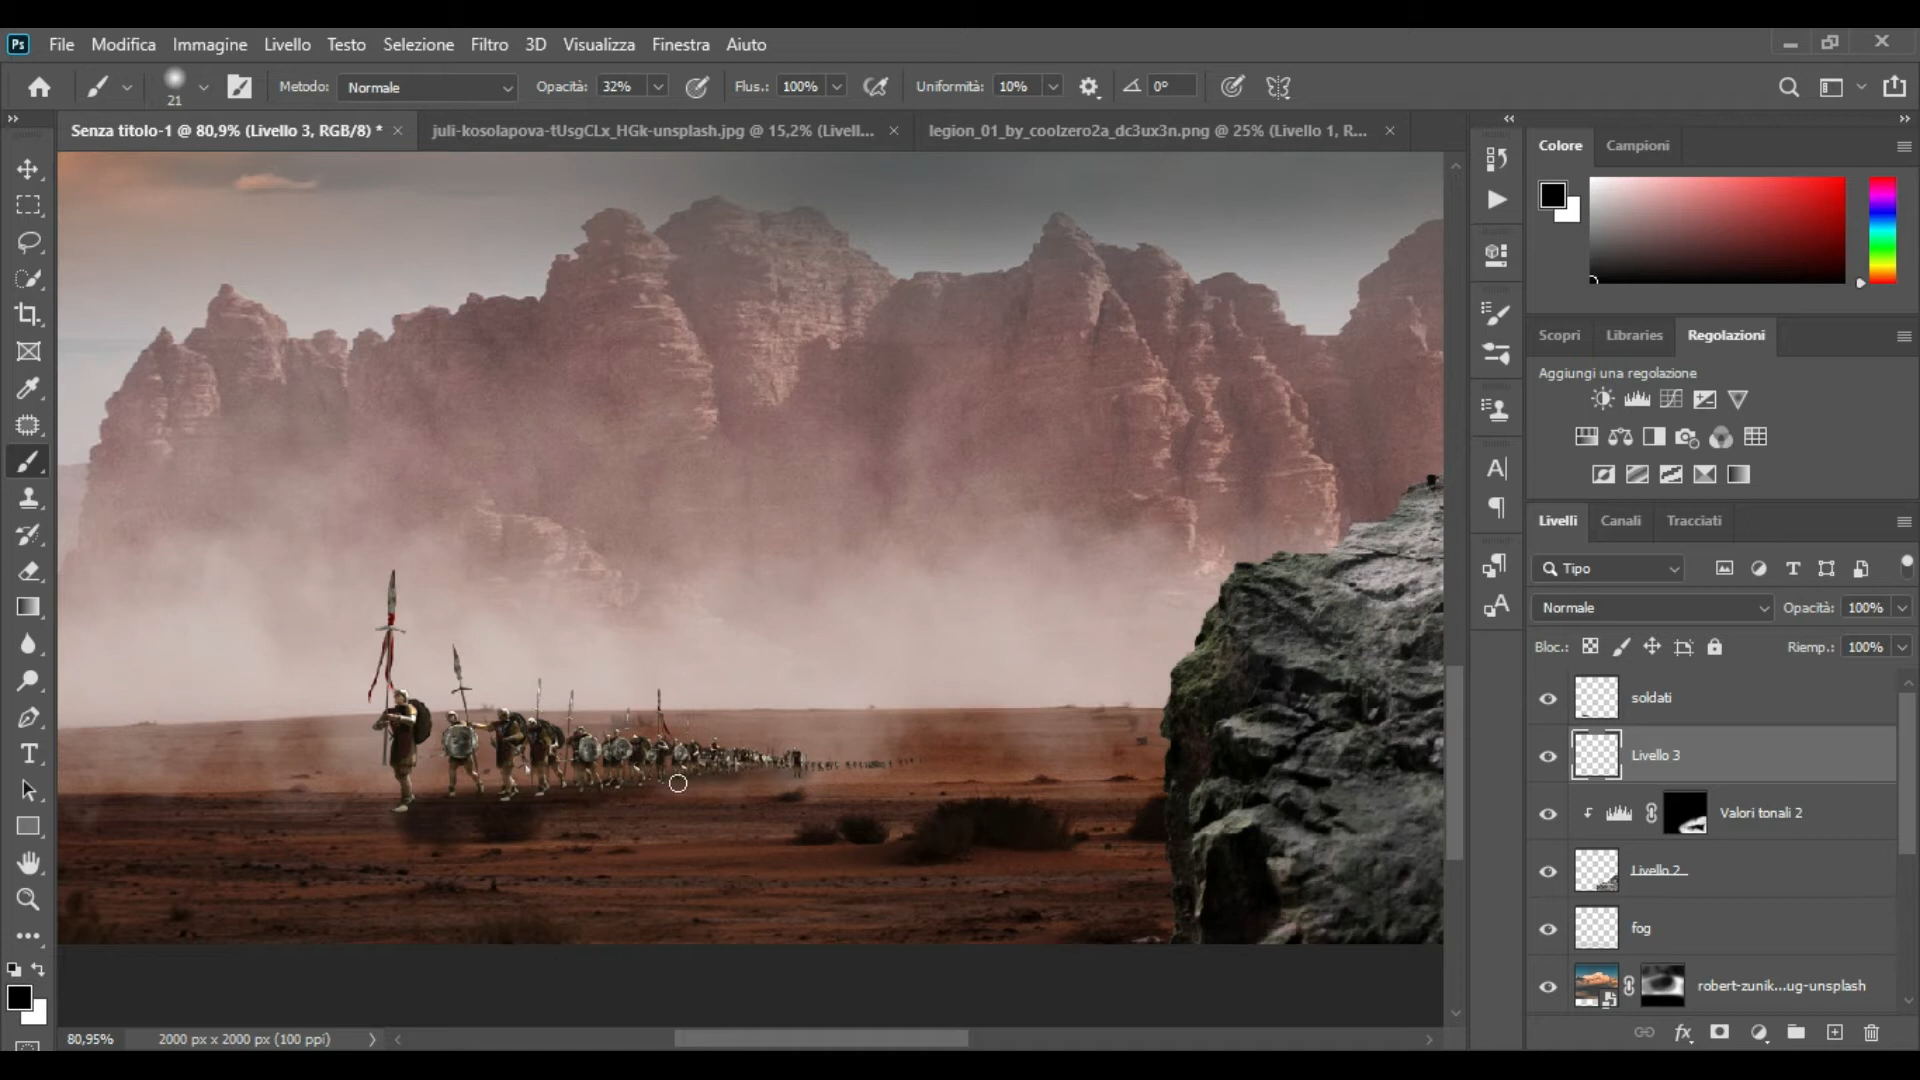 Ps File Modifica Immagine Livello Testo Selezione Filtro 3D Visualizza Finestra Aiuto
21 Metodo: Normale Opacità: 32% Flus.: 100% Uniformità: 10% 0°
Senza titolo-1 @ 80,9% (Livello 3, RGB/8) * juli-kosolapova-tUsgCLx_HGk-unsplash.jpg @ 15,2% (Livell... legion_01_by_coolzero2a_dc3ux3n.png @ 25% (Livello 1, R...
Colore Campioni
Scopri Libraries Regolazioni
Aggiungi una regolazione
Livelli Canali Tracciati
Tipo
Normale Opacità: 100%
Bloc.: Riemp.: 100%
soldati
Livello 3
Valori tonali 2
Livello 2
fog
robert-zunik...ug-unsplash
80,95% 2000 px x 2000 px (100 ppi)